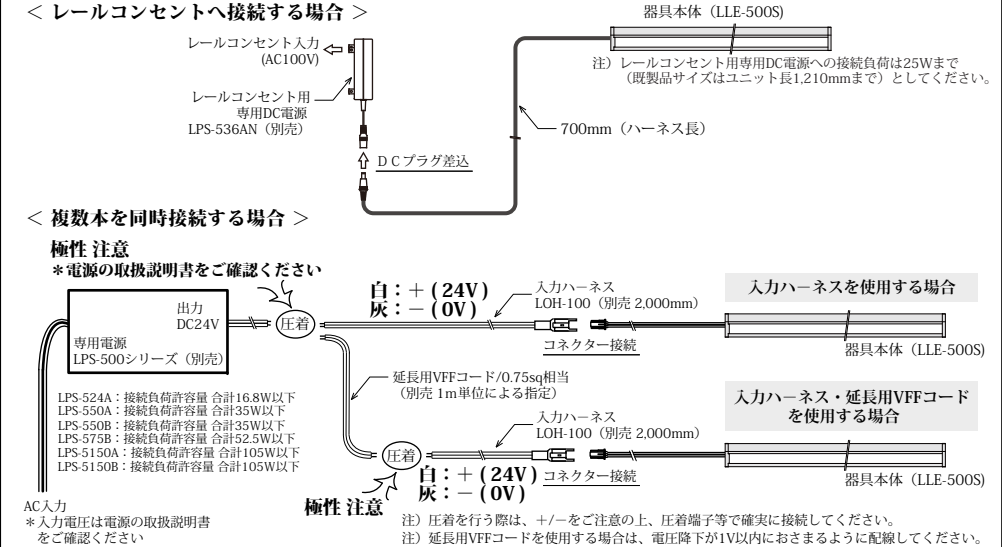 ＜ レールコンセントへ接続する場合 ＞
レールコンセント入力
(AC100V)
レールコンセント用
専用DC電源
LPS-536AN（別売）
ＤＣプラグ差込
700mm（ハーネス長）
器具本体（LLE-500S)
注）レールコンセント用専用DC電源への接続負荷は25Wまで
（既製品サイズはユニット長1,210mmまで）としてください。
＜ 複数本を同時接続する場合 ＞
極性 注意
＊電源の取扱説明書をご確認ください
出力
DC24V
専用電源
LPS-500シリーズ（別売）
圧着
白：＋ ( 24V )
灰：－ ( 0V )
入力ハーネス
LOH-100（別売 2,000mm）
コネクター接続
入力ハーネスを使用する場合
器具本体（LLE-500S)
LPS-524A：接続負荷許容量 合計16.8W以下
LPS-550A：接続負荷許容量 合計35W以下
LPS-550B：接続負荷許容量 合計35W以下
LPS-575B：接続負荷許容量 合計52.5W以下
LPS-5150A：接続負荷許容量 合計105W以下
LPS-5150B：接続負荷許容量 合計105W以下
延長用VFFコード/0.75sq相当
（別売 1m単位による指定）
入力ハーネス・延長用VFFコード
を使用する場合
入力ハーネス
LOH-100（別売 2,000mm）
圧着
白：＋ ( 24V )
灰：－ ( 0V )
コネクター接続
器具本体（LLE-500S)
極性 注意
AC入力
＊入力電圧は電源の取扱説明書
をご確認ください
注）圧着を行う際は、+/−をご注意の上、圧着端子等で確実に接続してください。
注）延長用VFFコードを使用する場合は、電圧降下が1V以内におさまるように配線してください。